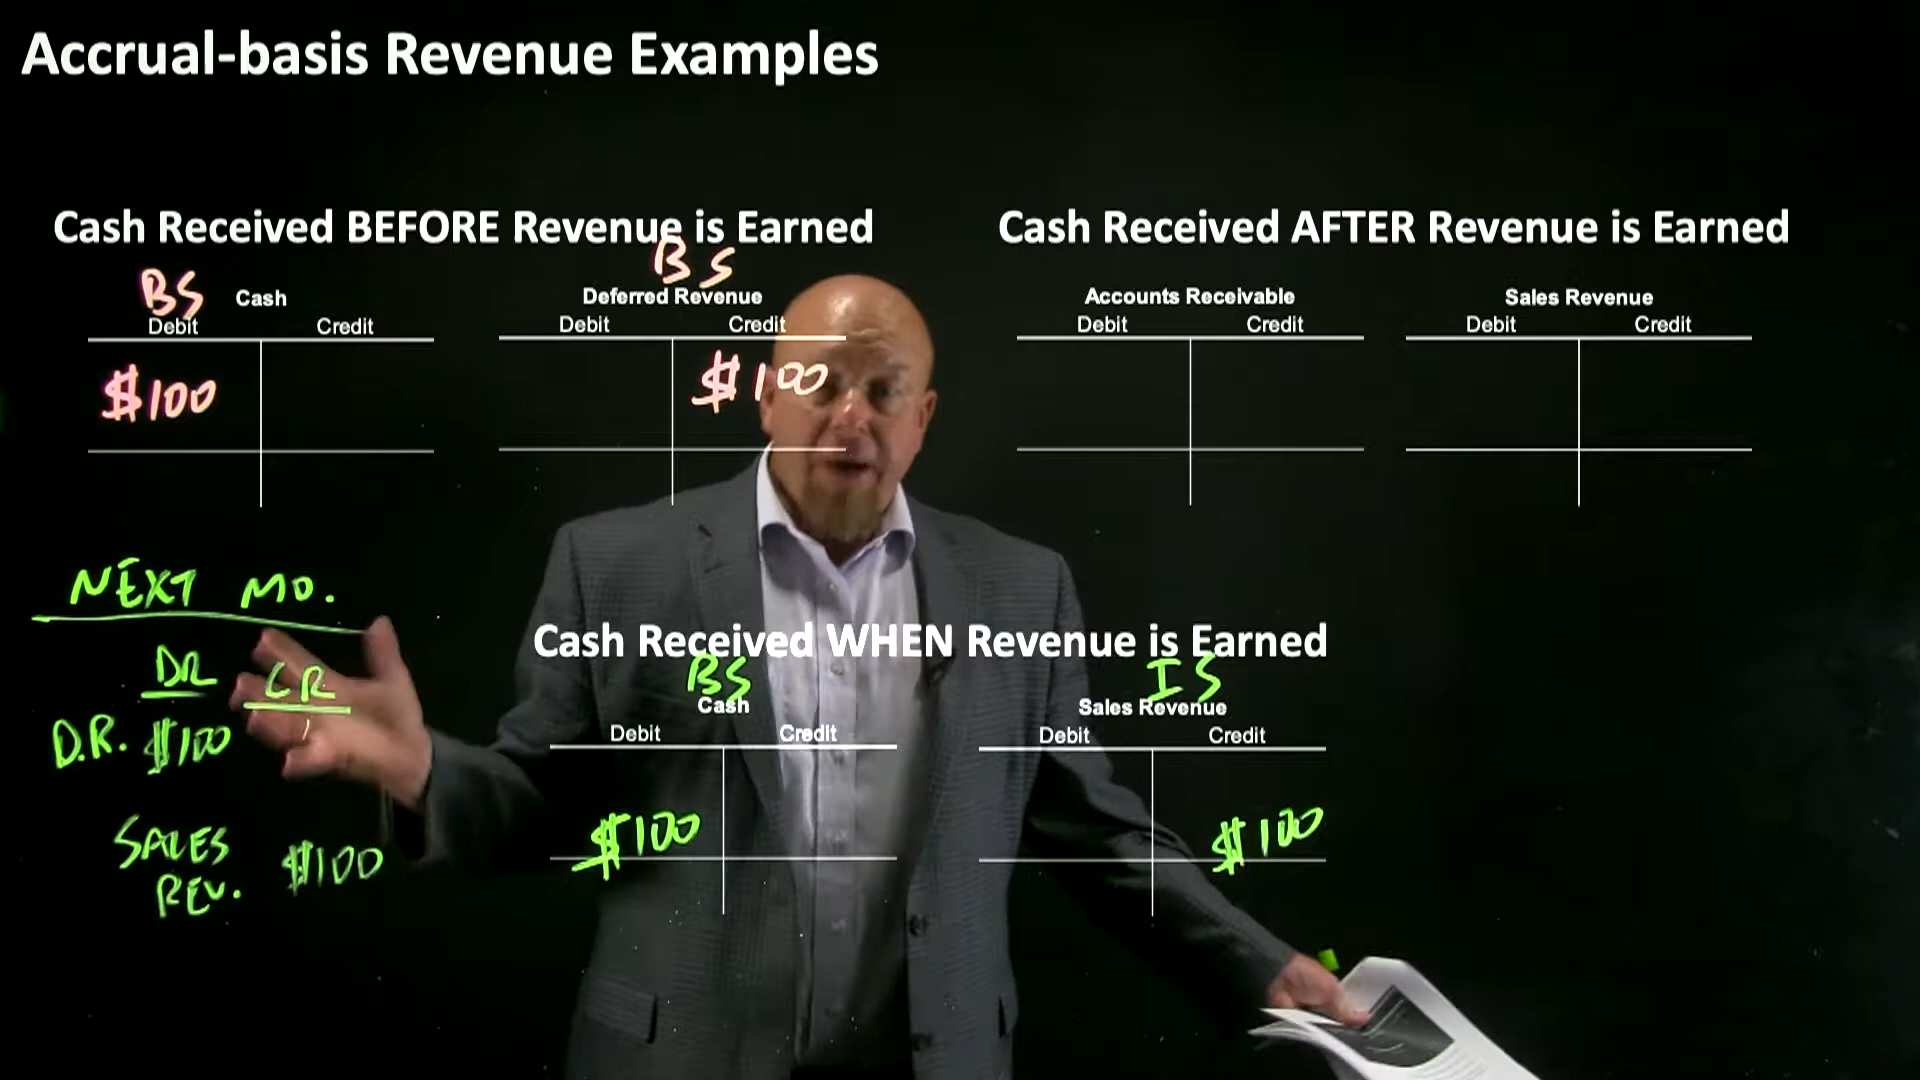 Accrual-basis Revenue Examples
Cash Received BEFORE Revenue is Earned
BS
Cash
Debit
Credit
$100
BS
Deferred Revenue
Debit
Credit
$100
Cash Received AFTER Revenue is Earned
Accounts Receivable
Debit
Credit
Sales Revenue
Debit
Credit
NEXT MO.
DR
CR
D.R. $100
SALES
REV. $100
Cash Received WHEN Revenue is Earned
BS
Cash
Debit
Credit
$100
IS
Sales Revenue
Debit
Credit
$100